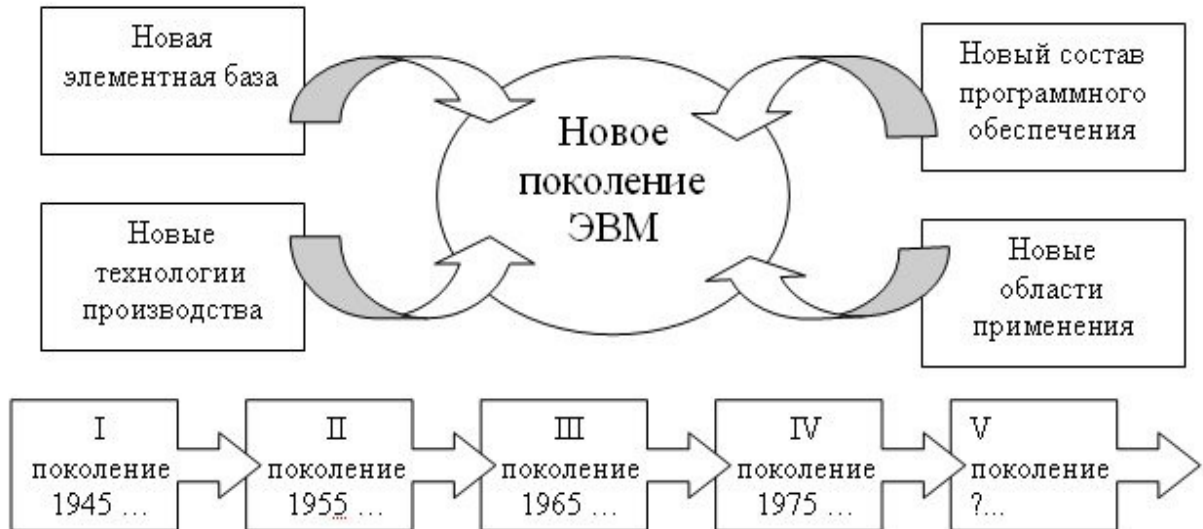 Новая
элементная база
Новый состав
программного
обеспечения
Новое
поколение
ЭВМ
Новые
технологии
производства
Новые
области
применения
I
поколение
1945 ...
II
поколение
1955 ...
III
поколение
1965 ...
IV
поколение
1975 ...
V
поколение
?...